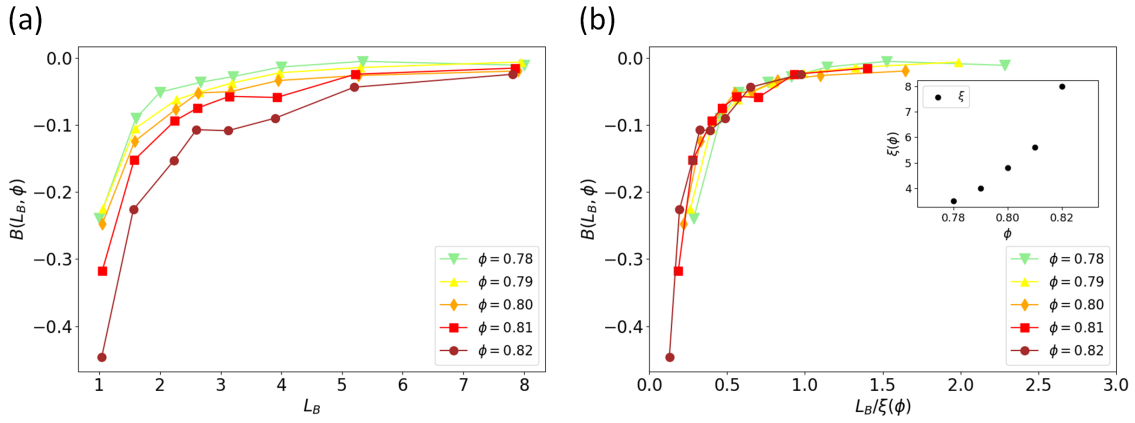 (a)
0.0
−0.1
−0.2
−0.3
−0.4
B(L_B, ϕ)
1 2 3 4 5 6 7 8
L_B
ϕ = 0.78
ϕ = 0.79
ϕ = 0.80
ϕ = 0.81
ϕ = 0.82
(b)
0.0
−0.1
−0.2
−0.3
−0.4
B(L_B, ϕ)
0.0 0.5 1.0 1.5 2.0 2.5 3.0
L_B/ξ(ϕ)
8
7
6
5
4
ξ(ϕ)
ξ
0.78 0.80 0.82
ϕ
ϕ = 0.78
ϕ = 0.79
ϕ = 0.80
ϕ = 0.81
ϕ = 0.82